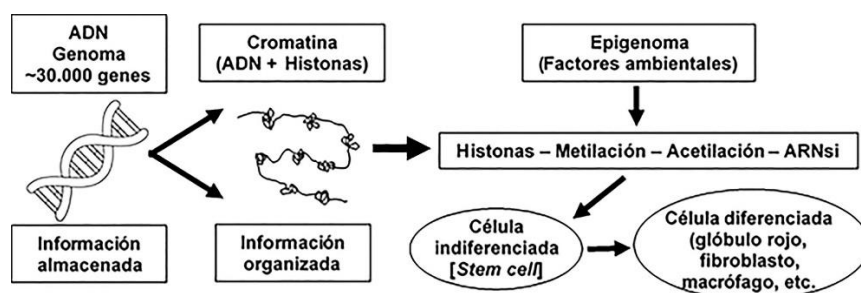 ADN
Genoma
~30.000 genes
Cromatina
(ADN + Histonas)
Epigenoma
(Factores ambientales)
Histonas – Metilación – Acetilación – ARNsi
Información
almacenada
Información
organizada
Célula
indiferenciada
[Stem cell]
Célula diferenciada
(glóbulo rojo,
fibroblasto,
macrófago, etc.